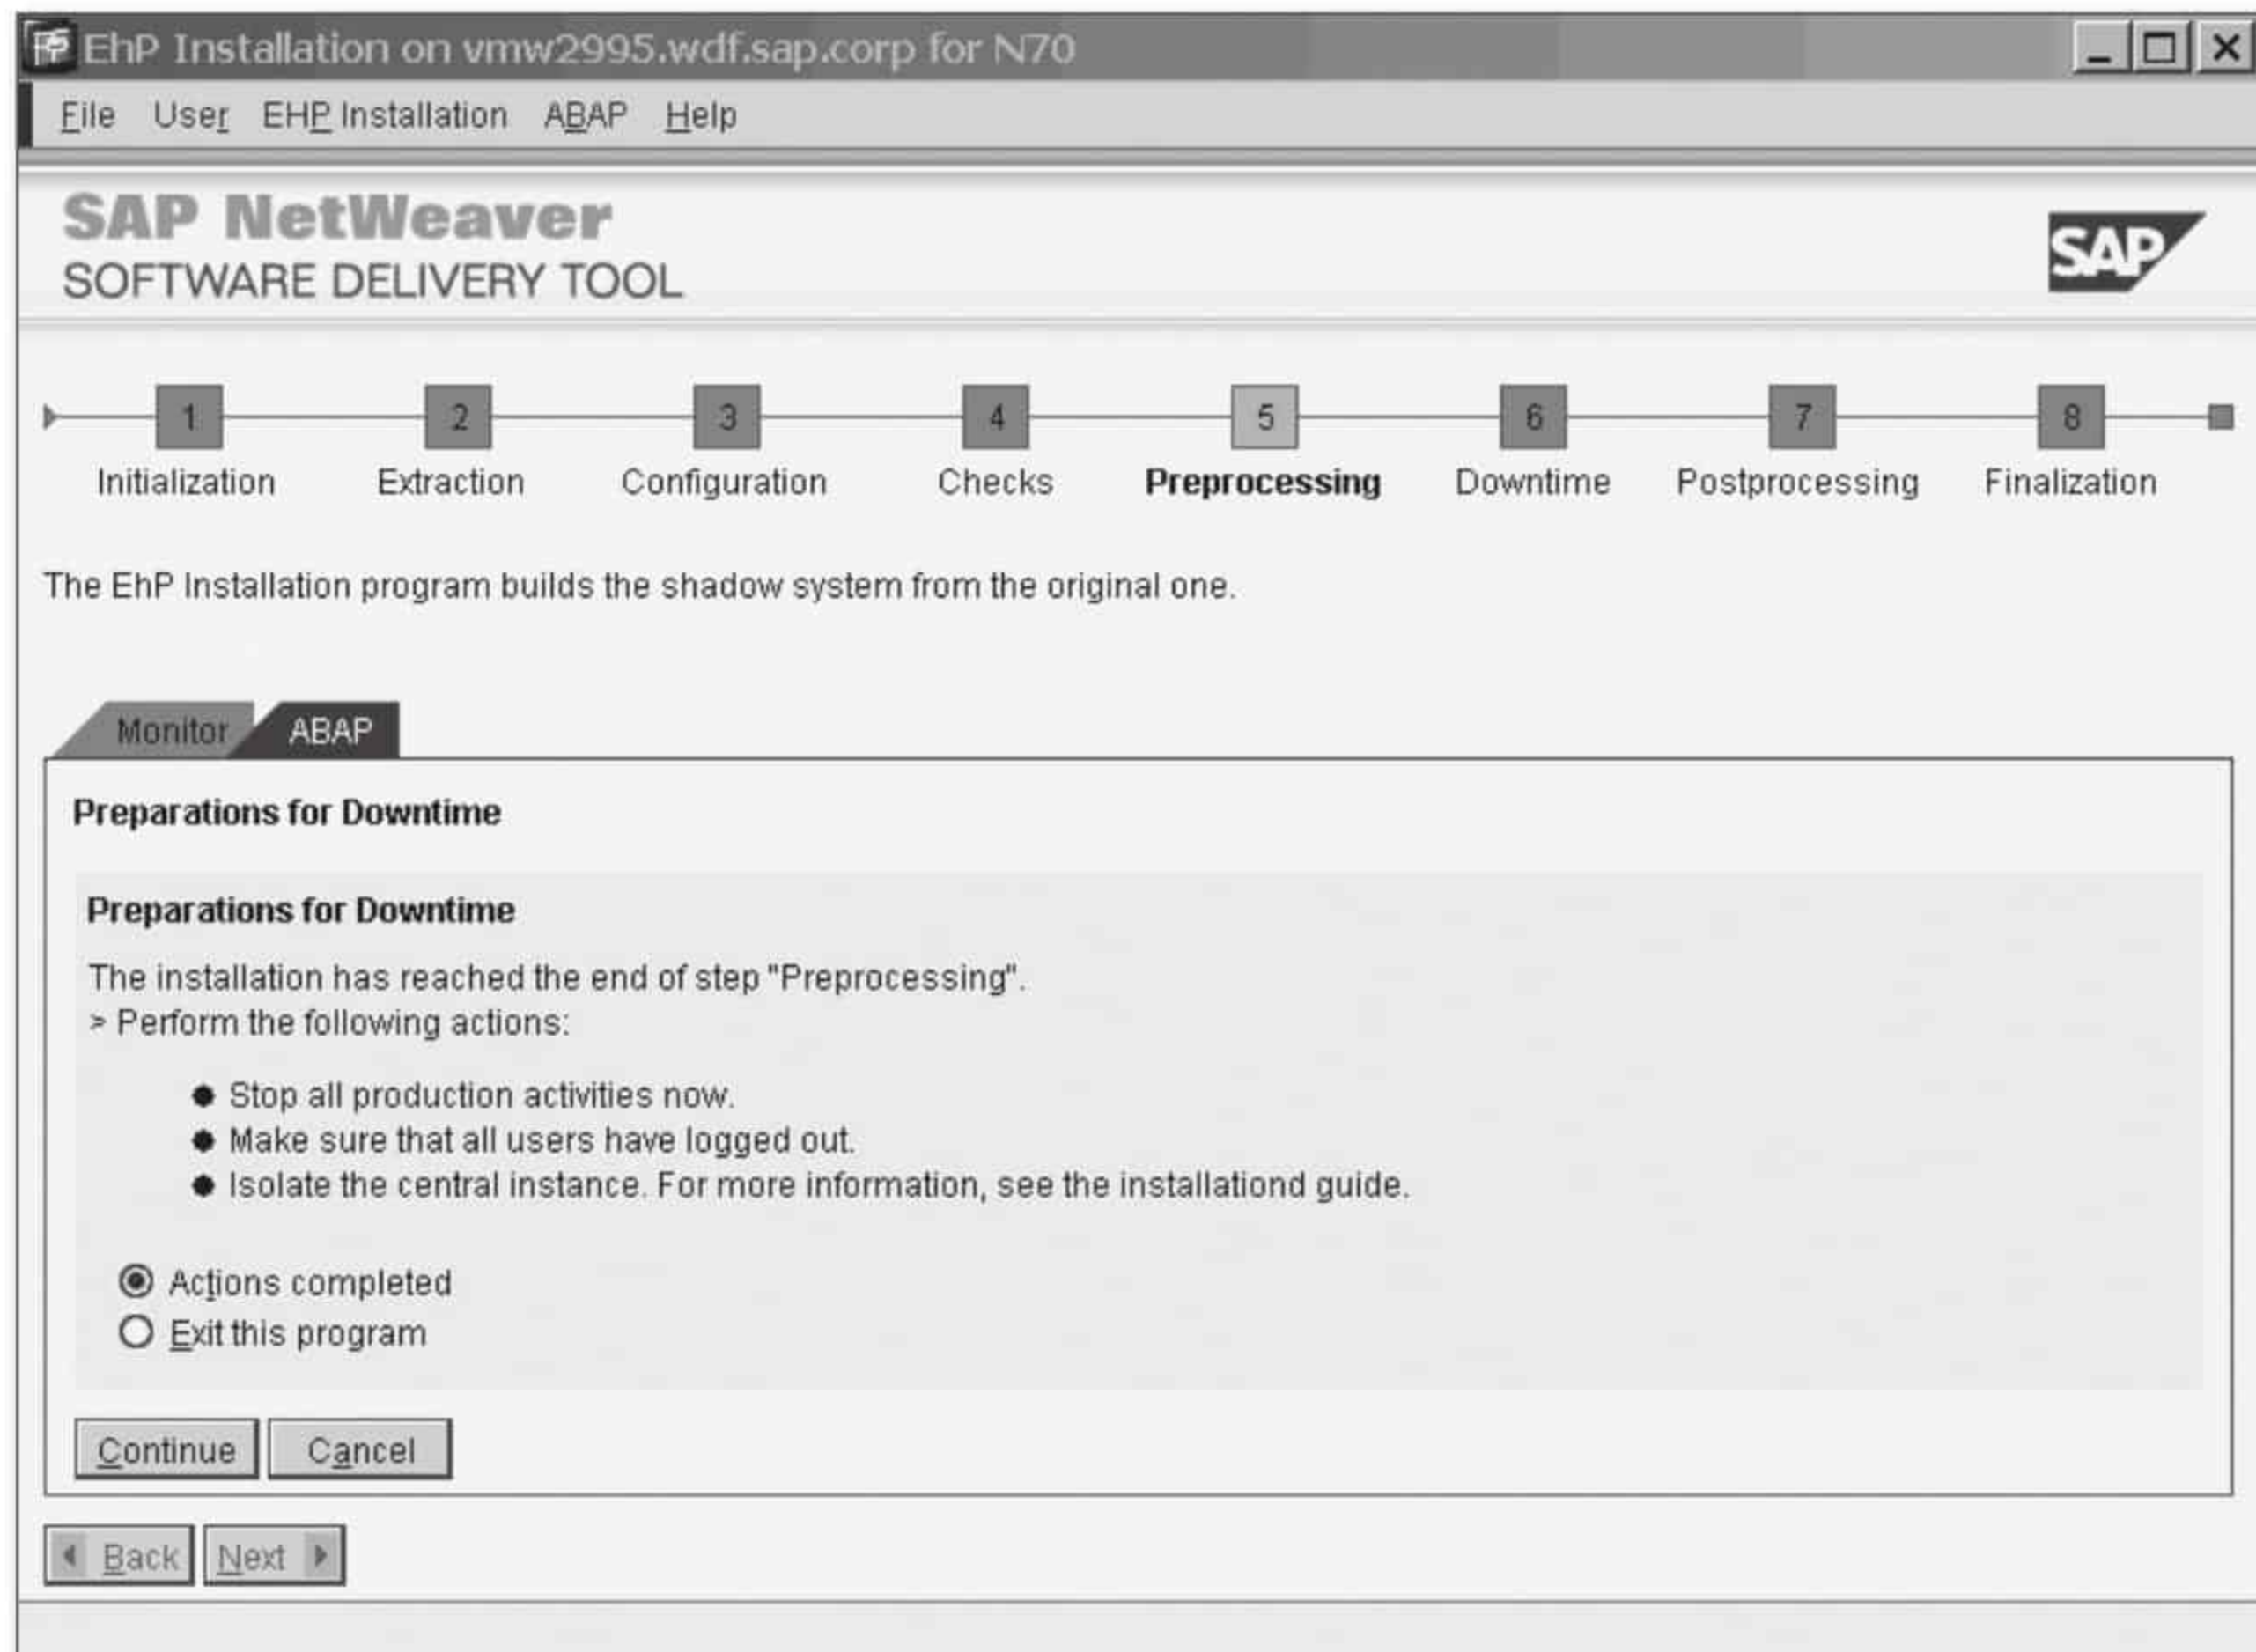 EhP Installation on vmw2995.wdf.sap.corp for N70
File User EHP Installation ABAP Help
SAP NetWeaver
SOFTWARE DELIVERY TOOL
SAP
1 2 3 4 5 6 7 8
Initialization Extraction Configuration Checks Preprocessing Downtime Postprocessing Finalization
The EhP Installation program builds the shadow system from the original one.
Monitor ABAP
Preparations for Downtime
Preparations for Downtime
The installation has reached the end of step "Preprocessing".
> Perform the following actions:
● Stop all production activities now.
● Make sure that all users have logged out.
● Isolate the central instance. For more information, see the installationd guide.
Actions completed
Exit this program
Continue Cancel
Back Next